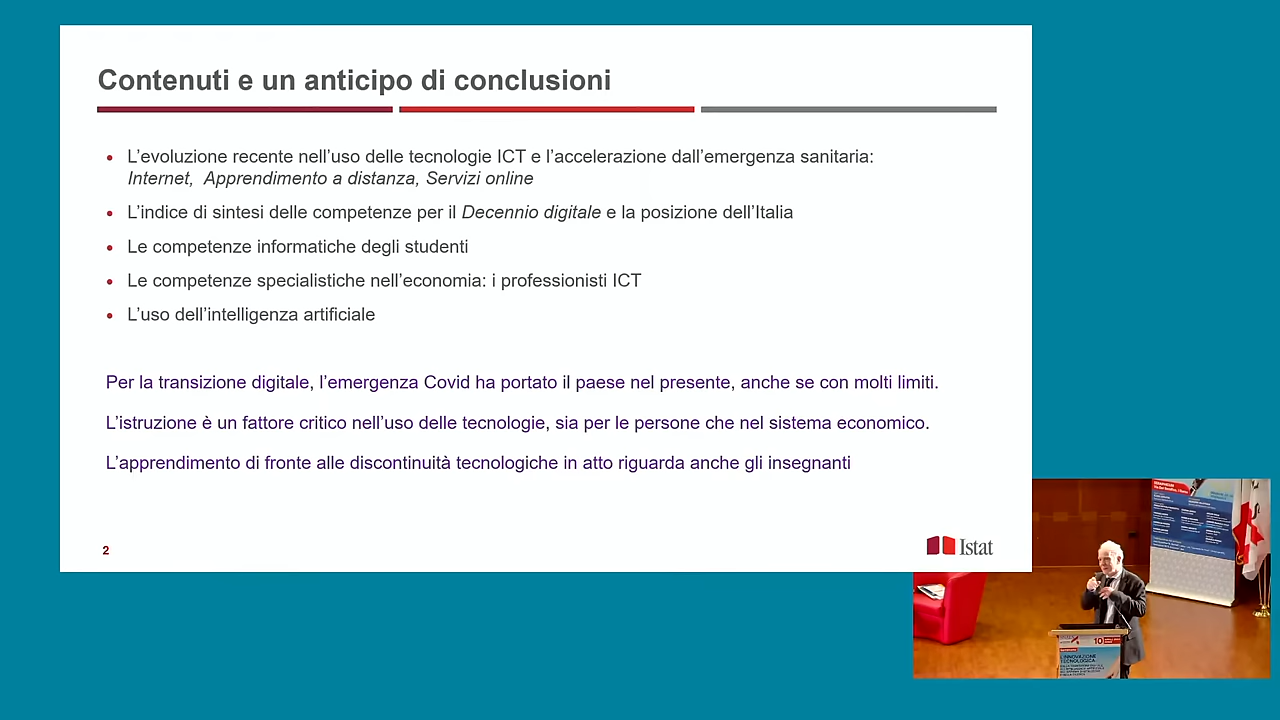 Contenuti e un anticipo di conclusioni
L'evoluzione recente nell'uso delle tecnologie ICT e l'accelerazione dall'emergenza sanitaria:
Internet, Apprendimento a distanza, Servizi online
L'indice di sintesi delle competenze per il Decennio digitale e la posizione dell'Italia
Le competenze informatiche degli studenti
Le competenze specialistiche nell'economia: i professionisti ICT
L'uso dell'intelligenza artificiale
Per la transizione digitale, l'emergenza Covid ha portato il paese nel presente, anche se con molti limiti.
L'istruzione è un fattore critico nell'uso delle tecnologie, sia per le persone che nel sistema economico.
L'apprendimento di fronte alle discontinuità tecnologiche in atto riguarda anche gli insegnanti
2
Istat
10
L'INNOVAZIONE
TECNOLOGICA